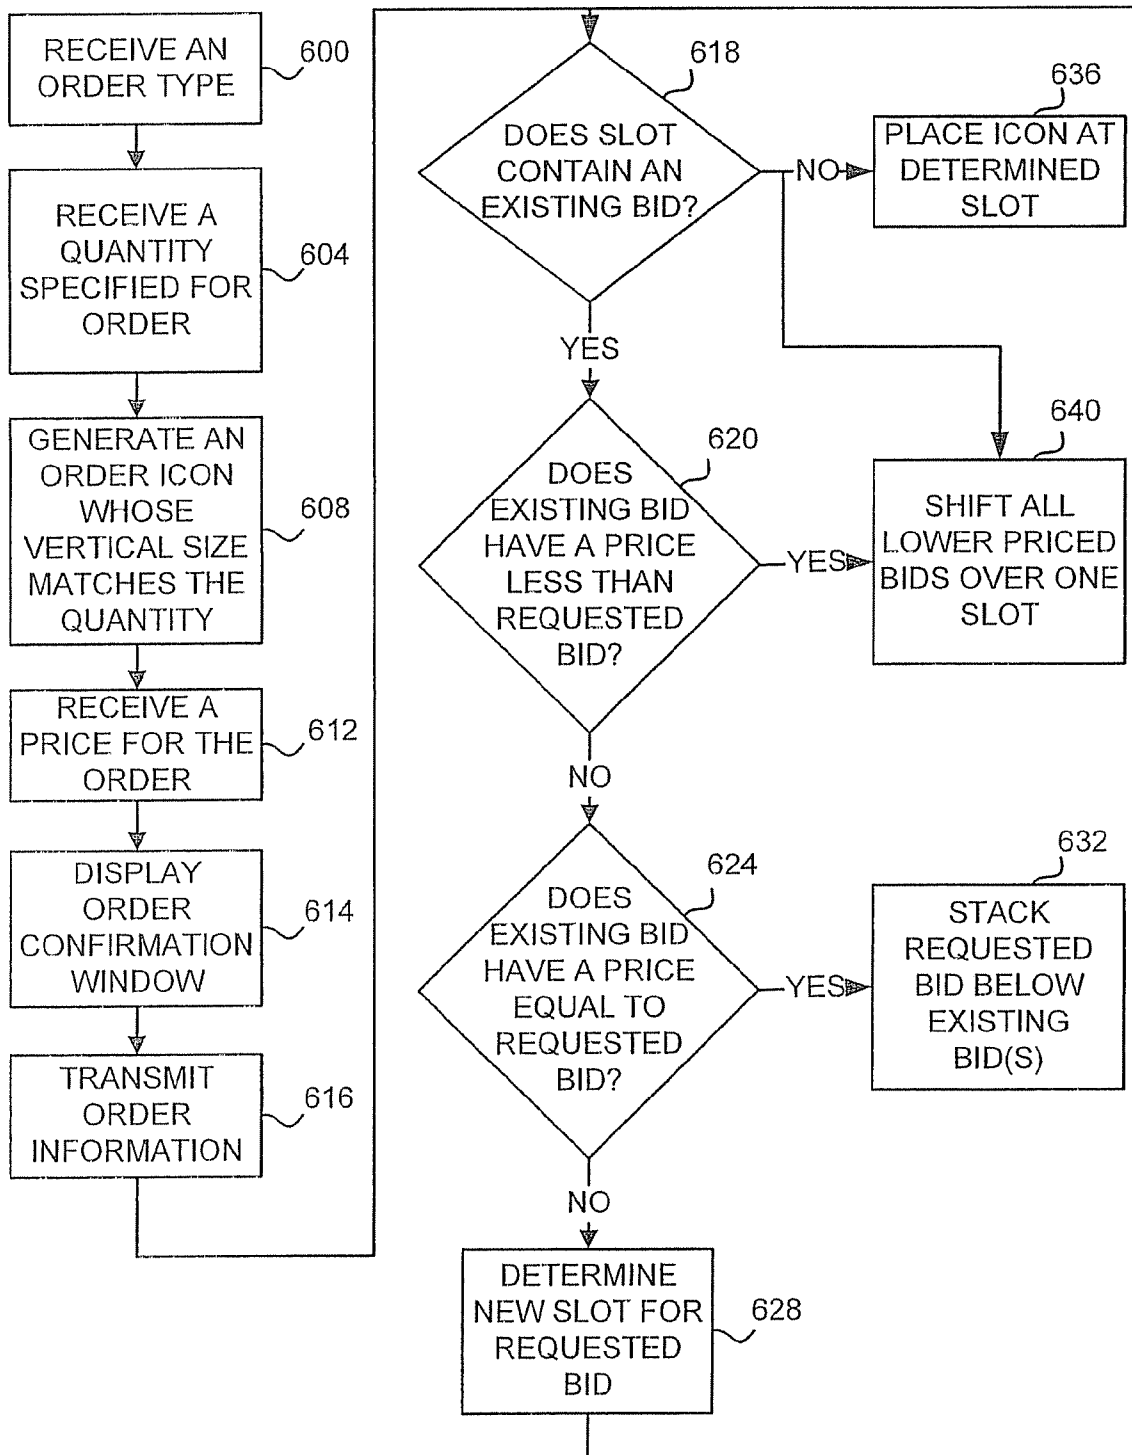 RECEIVE AN
ORDER TYPE
600
RECEIVE A
QUANTITY
SPECIFIED FOR
ORDER
604
GENERATE AN
ORDER ICON
WHOSE
VERTICAL SIZE
MATCHES THE
QUANTITY
608
RECEIVE A
PRICE FOR THE
ORDER
612
DISPLAY
ORDER
CONFIRMATION
WINDOW
614
TRANSMIT
ORDER
INFORMATION
616
DOES SLOT
CONTAIN AN
EXISTING BID?
618
NO
PLACE ICON AT
DETERMINED
SLOT
636
YES
DOES
EXISTING BID
HAVE A PRICE
LESS THAN
REQUESTED
BID?
620
YES
SHIFT ALL
LOWER PRICED
BIDS OVER ONE
SLOT
640
NO
DOES
EXISTING BID
HAVE A PRICE
EQUAL TO
REQUESTED
BID?
624
YES
STACK
REQUESTED
BID BELOW
EXISTING
BID(S)
632
NO
DETERMINE
NEW SLOT FOR
REQUESTED
BID
628